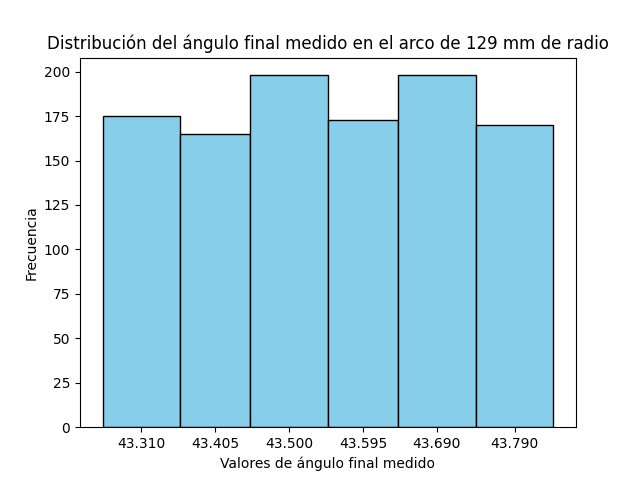 Distribución del ángulo final medido en el arco de 129 mm de radio
200
175
150
125
100
75
50
25
0
Frecuencia
43.310 43.405 43.500 43.595 43.690 43.790
Valores de ángulo final medido